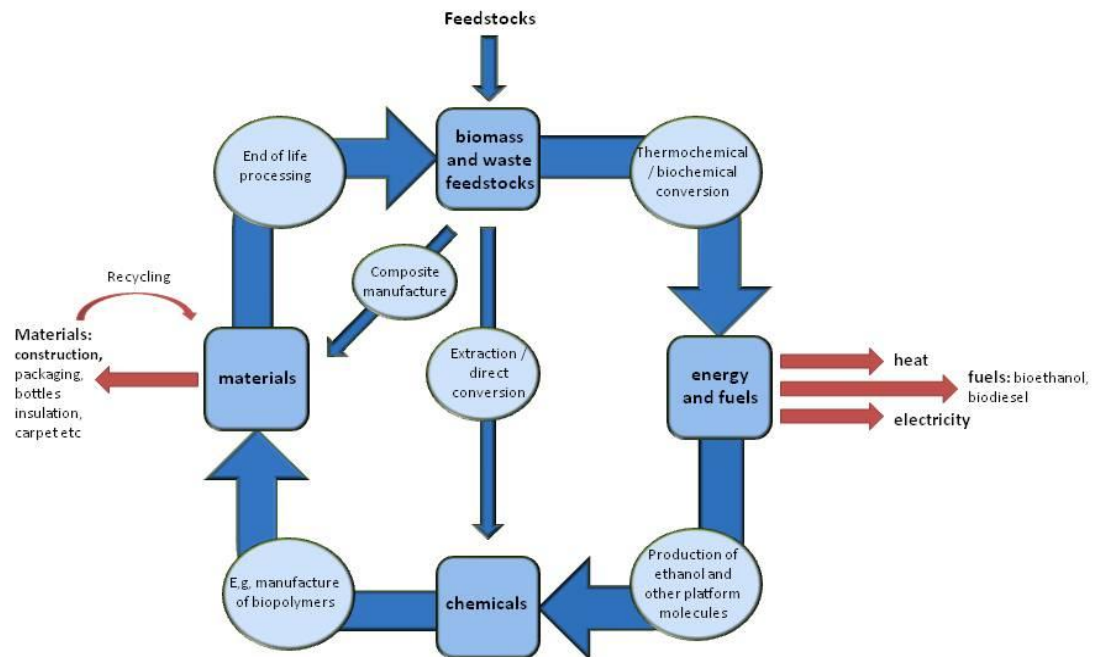 Feedstocks
biomass
and waste
feedstocks
End of life
processing
Thermochemical
/ biochemical
conversion
Composite
manufacture
Recycling
Materials:
construction,
packaging,
bottles
insulation,
carpet etc
materials
Extraction /
direct
conversion
energy
and fuels
heat
fuels: bioethanol,
biodiesel
electricity
E,g, manufacture
of biopolymers
chemicals
Production of
ethanol and
other platform
molecules